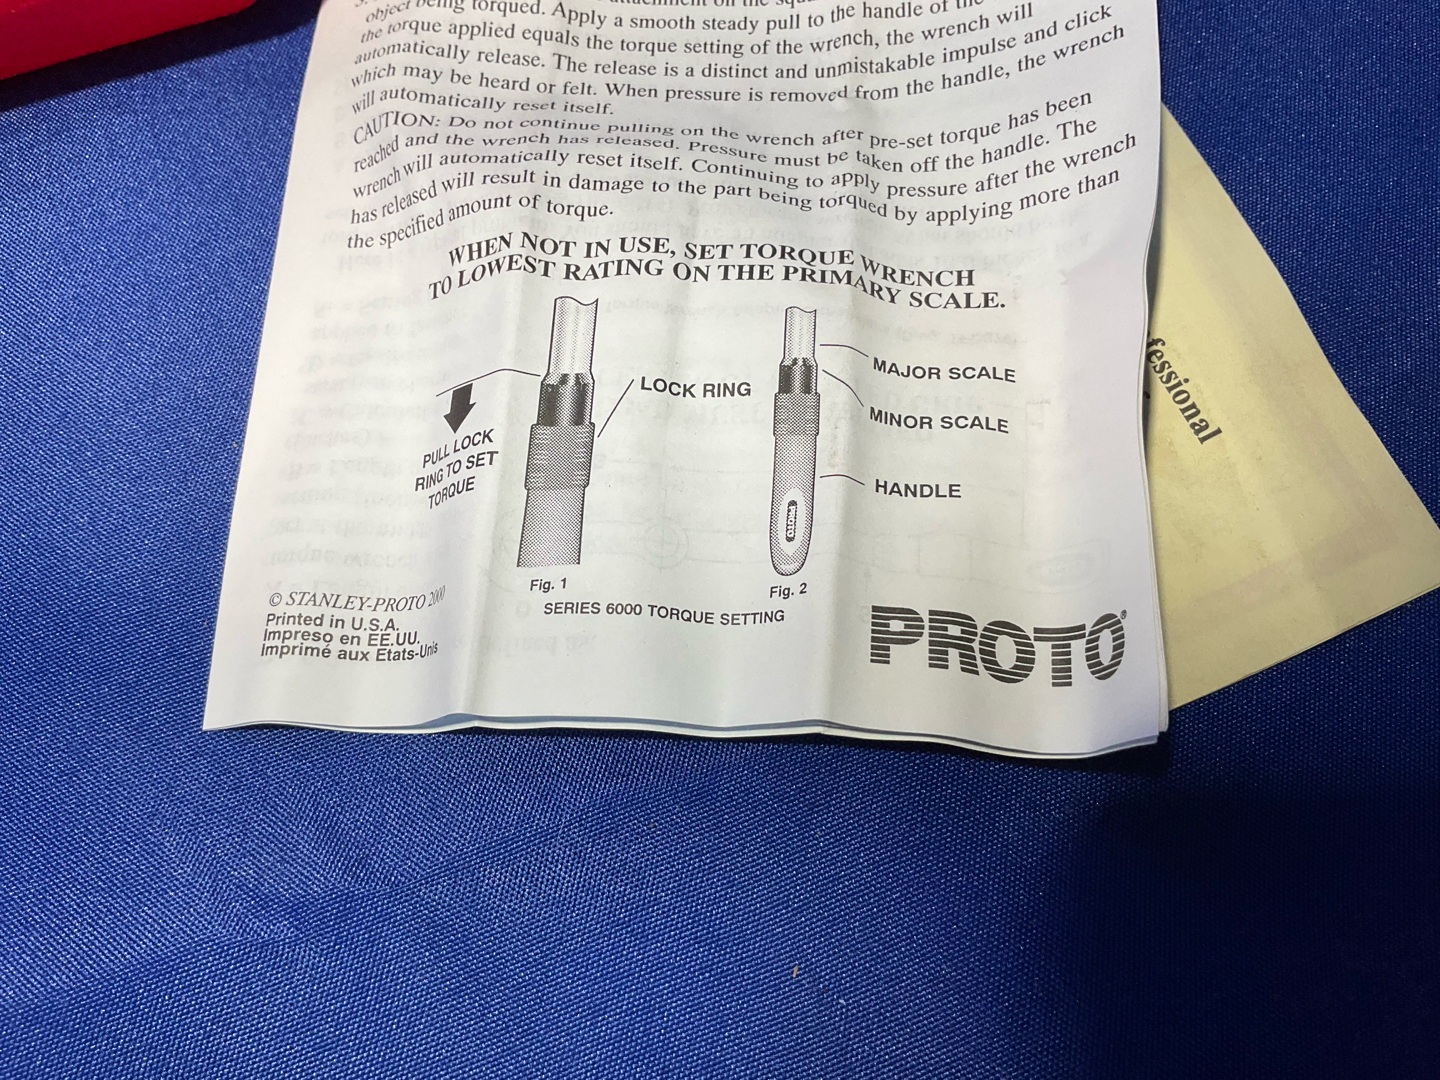 object being torqued. Apply a smooth steady pull to the handle of the
the torque applied equals the torque setting of the wrench, the wrench will
automatically release. The release is a distinct and unmistakable impulse and click
which may be heard or felt. When pressure is removed from the handle, the wrench
will automatically reset itself.
CAUTION: Do not continue pulling on the wrench after pre-set torque has been
reached and the wrench has released. Pressure must be taken off the handle. The
wrench will automatically reset itself. Continuing to apply pressure after the wrench
has released will result in damage to the part being torqued by applying more than
the specified amount of torque.
WHEN NOT IN USE, SET TORQUE WRENCH
TO LOWEST RATING ON THE PRIMARY SCALE.
PULL LOCK
RING TO SET
TORQUE
LOCK RING
MAJOR SCALE
MINOR SCALE
HANDLE
PROTO
Fig. 1
Fig. 2
SERIES 6000 TORQUE SETTING
© STANLEY-PROTO 2000
Printed in U.S.A.
Impreso en EE.UU.
Imprimé aux Etats-Unis
PROTO®
fessional